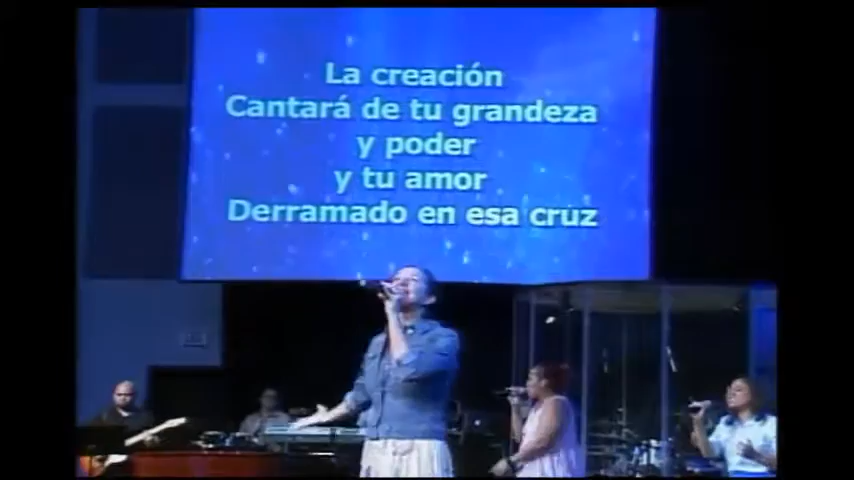 La creación
Cantará de tu grandeza
y poder
y tu amor
Derramado en esa cruz